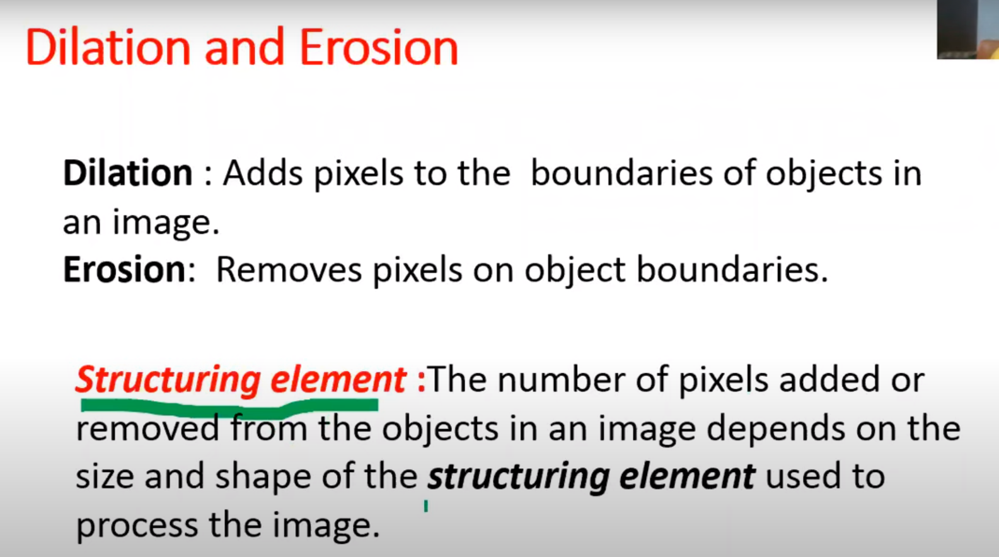 Dilation and Erosion
Dilation : Adds pixels to the boundaries of objects in
an image.
Erosion: Removes pixels on object boundaries.
Structuring element :The number of pixels added or
removed from the objects in an image depends on the
size and shape of the structuring element used to
process the image.